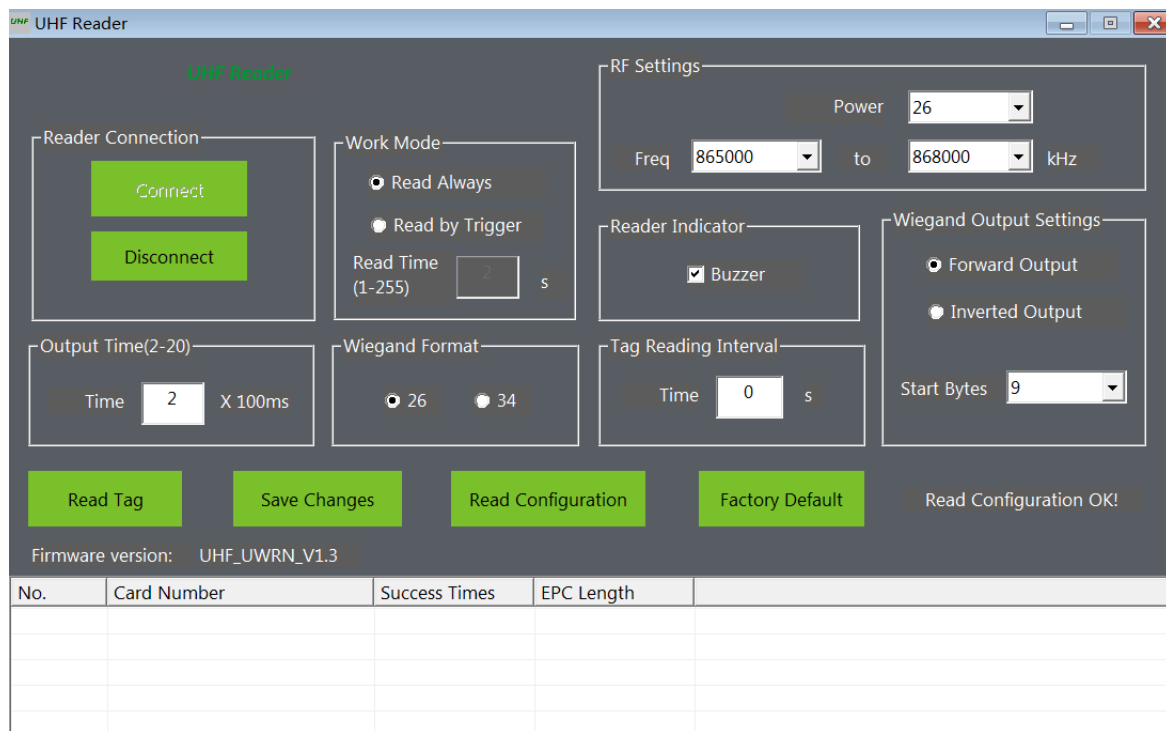 UHF UHF Reader
UHF Reader
RF Settings
Power 26
Freq 865000 to 868000 kHz
Reader Connection
Connect
Disconnect
Work Mode
Read Always
Read by Trigger
Read Time
(1-255) 2 s
Reader Indicator
Buzzer
Wiegand Output Settings
Forward Output
Inverted Output
Start Bytes 9
Output Time(2-20)
Time 2 X 100ms
Wiegand Format
26 34
Tag Reading Interval
Time 0 s
Read Tag Save Changes Read Configuration Factory Default Read Configuration OK!
Firmware version: UHF_UWRN_V1.3
No. Card Number Success Times EPC Length